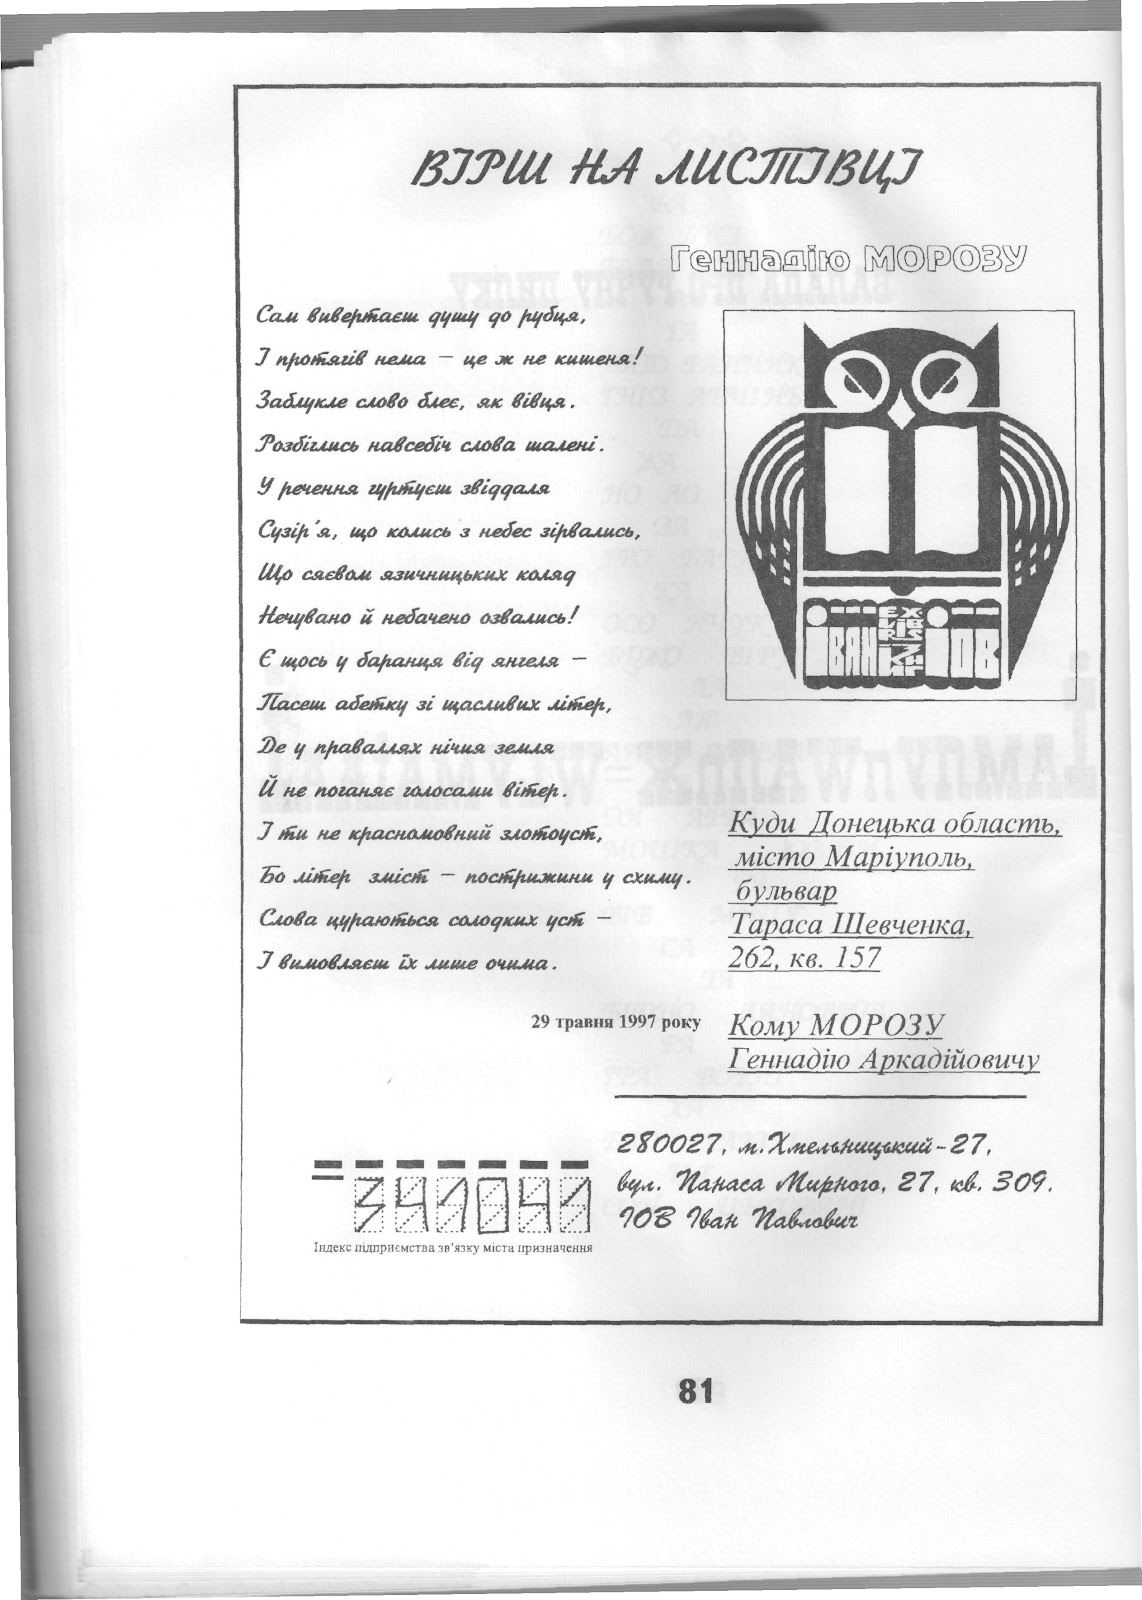 ВІРШ НА ЛИСТІВЦІ
Геннадію МОРОЗУ
Сам вивертаєш душу до рубця,
І протягів нема – це ж не кишеня!
Заблукле слово блеє, як вівця.
Розбіглись навсебіч слова шалені.
У речення гуртуєш звіддаля
Сузір'я, що колись з небес зірвались,
Що сяєвом язичницьких коляд
Нечувано й небачено озвались!
Є щось у баранця від янгеля –
Пасеш абетку зі щасливих літер,
Де у праваллях нічия земля
Й не поганяє голосами вітер.
І ти не красномовний злотоуст,
Бо літер зміст – пострижини у схиму.
Слова цураються солодких уст –
І вимовляєш їх лише очима.
29 травня 1997 року
ІВАН
ІОВ
Куди Донецька область,
місто Маріуполь,
бульвар
Тараса Шевченка,
262, кв. 157
Кому МОРОЗУ
Геннадію Аркадійовичу
280027, м.Хмельницький-27,
вул. Панаса Мирного, 27, кв. 309.
ІОВ Іван Павлович
341041
Індекс підприємства зв'язку міста призначення
81